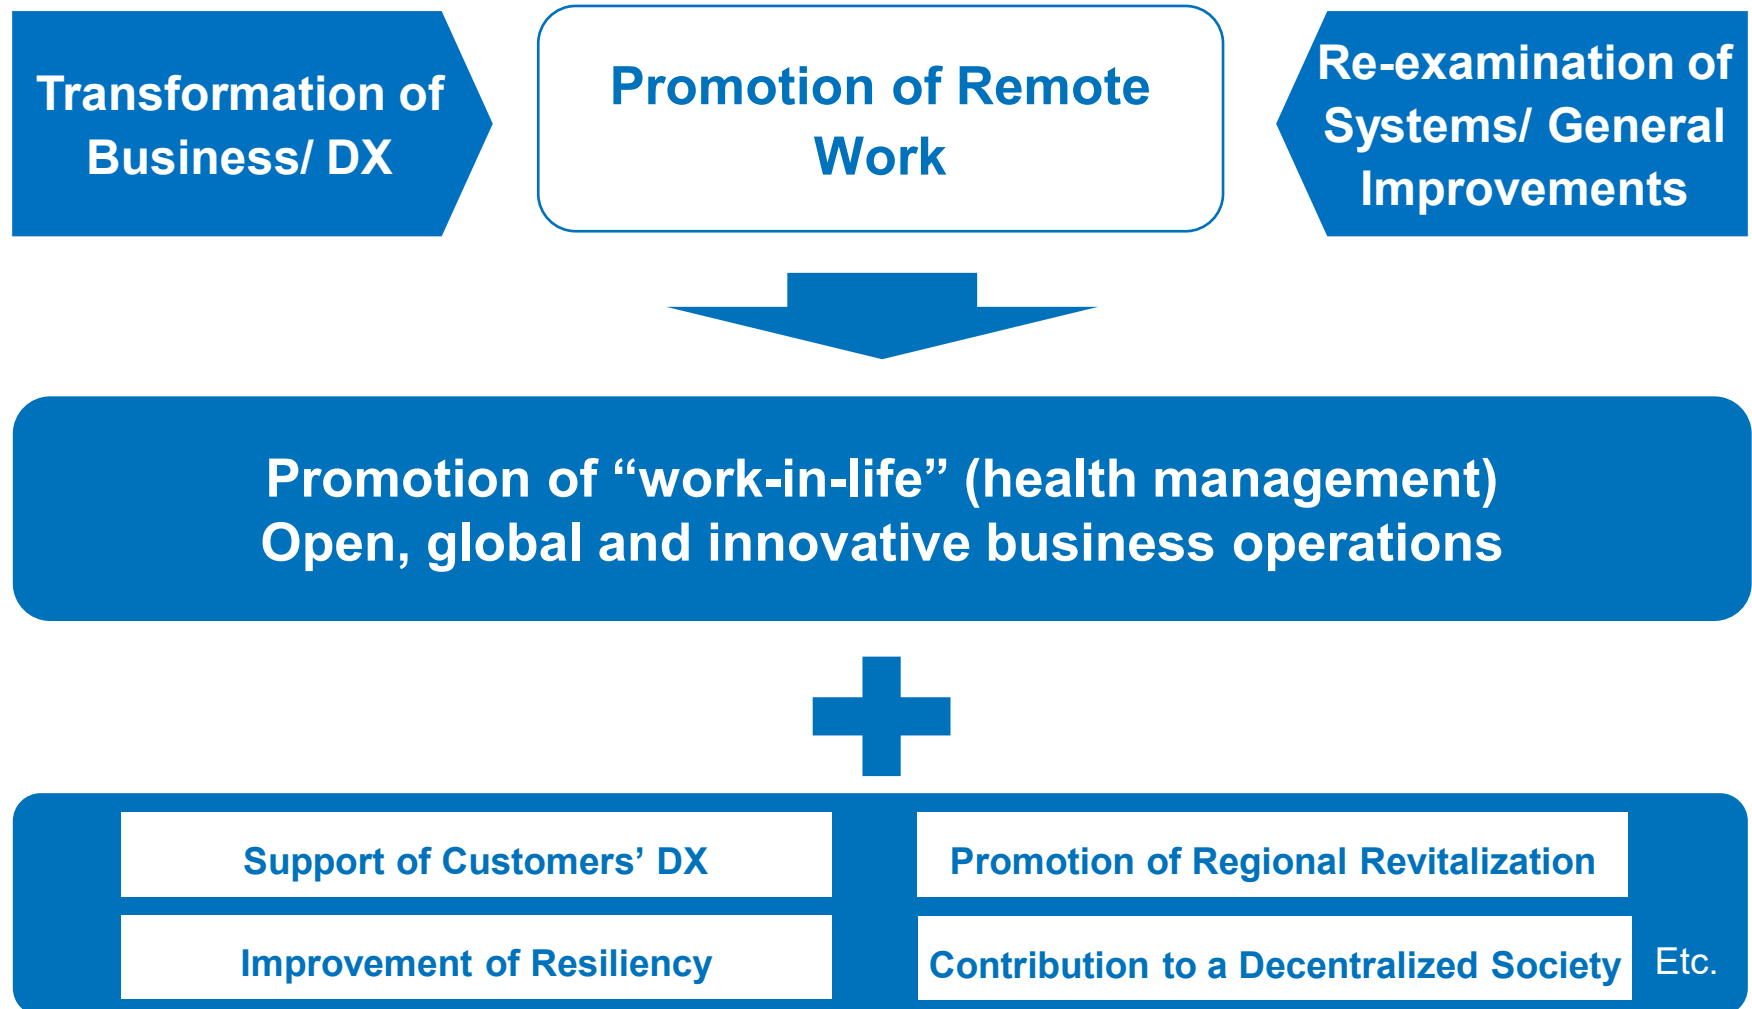 Transformation of
Business/ DX
Promotion of Remote
Work
Re-examination of
Systems/ General
Improvements
Promotion of “work-in-life” (health management)
Open, global and innovative business operations
Support of Customers’ DX
Promotion of Regional Revitalization
Improvement of Resiliency
Contribution to a Decentralized Society
Etc.